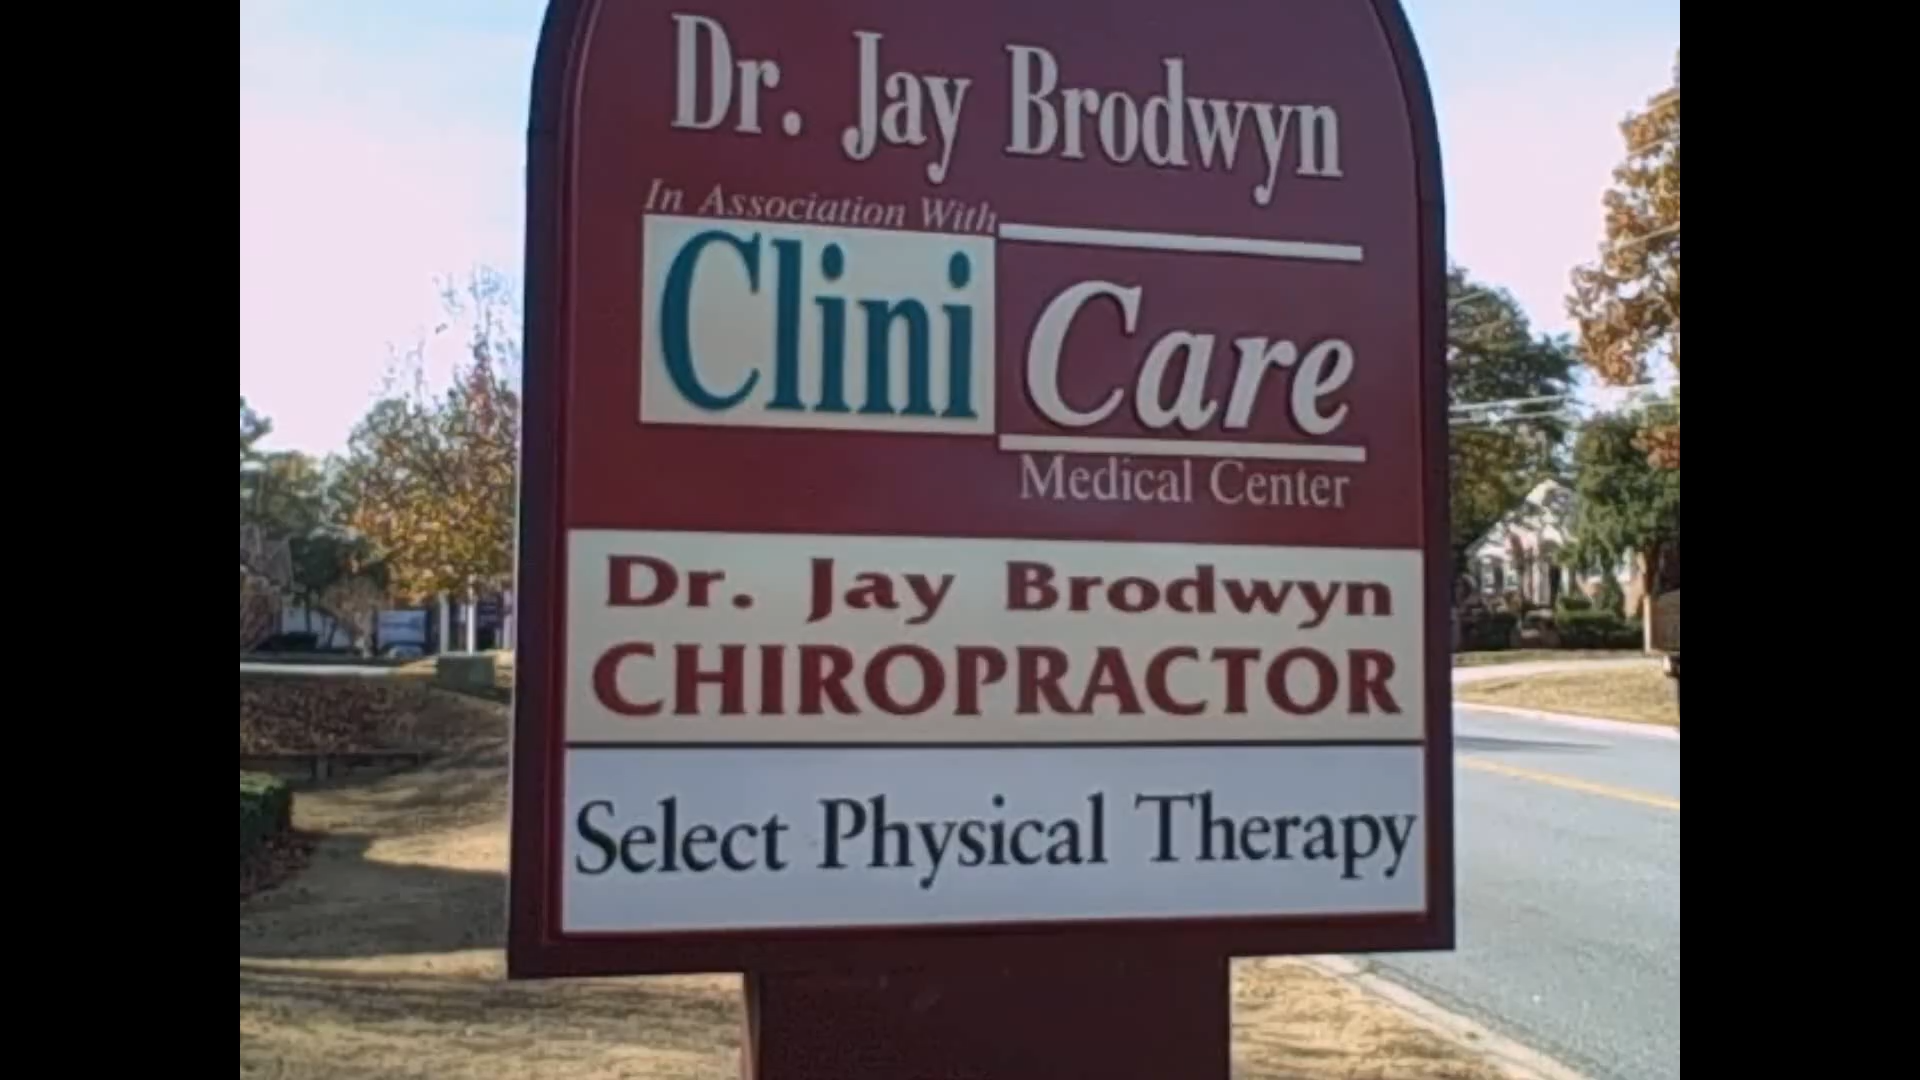 Dr. Jay Brodwyn
In Association With
Clini Care
Medical Center
Dr. Jay Brodwyn
CHIROPRACTOR
Select Physical Therapy